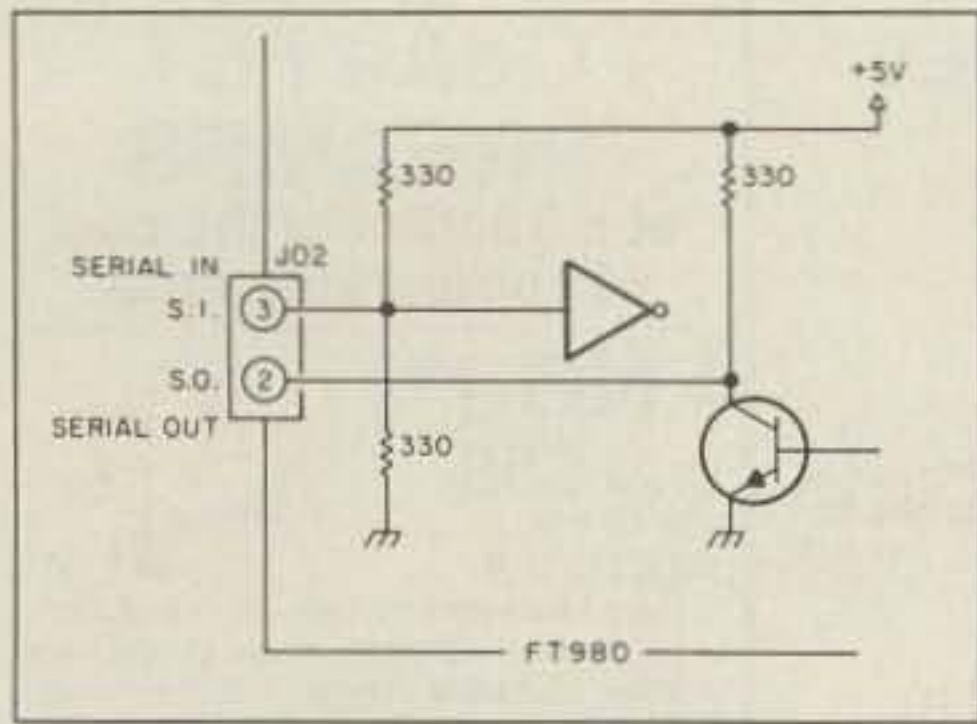 +5V
330
330
J02
SERIAL IN
S.I.
3
S.O.
2
SERIAL OUT
330
FT980